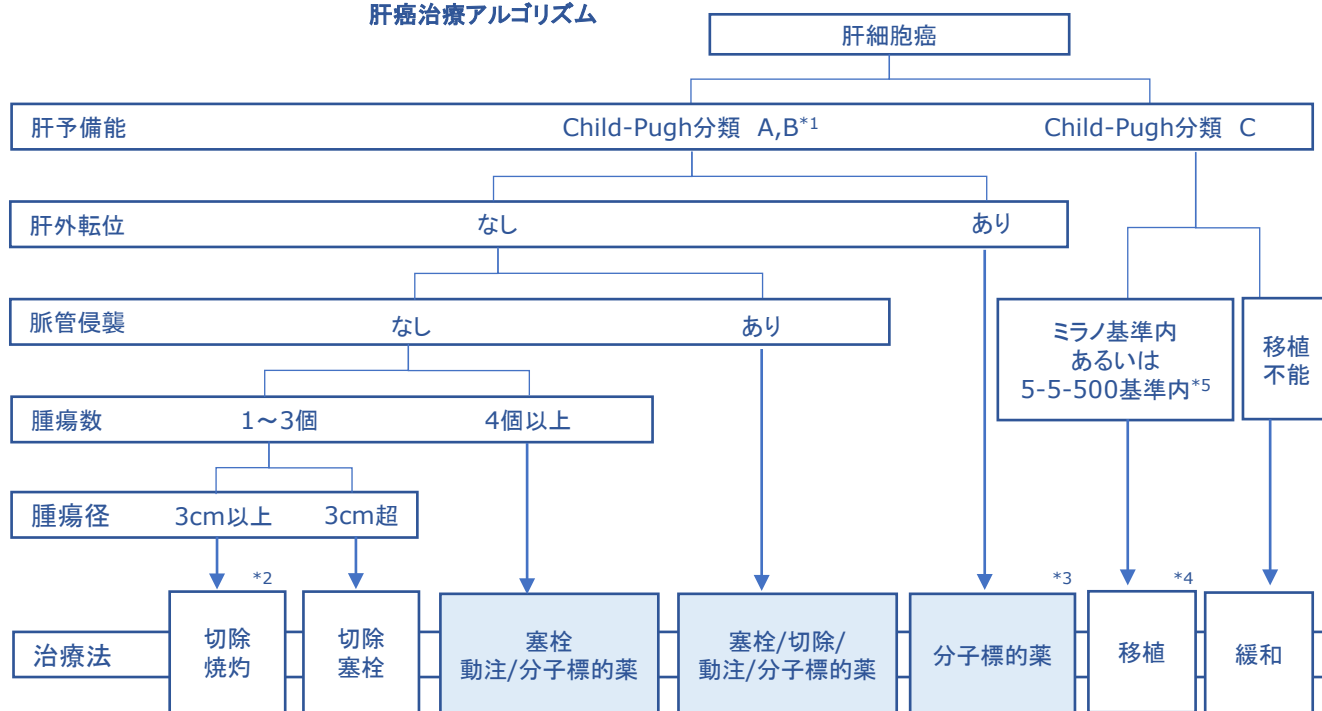 肝癌治療アルゴリズム
肝細胞癌
肝予備能 Child-Pugh分類 A,B*1 Child-Pugh分類 C
肝外転位 なし あり
脈管侵襲 なし あり
ミラノ基準内
あるいは
5-5-500基準内*5
移植
不能
腫瘍数 1～3個 4個以上
腫瘍径 3cm以上 3cm超
*2 *3 *4
治療法
切除
焼灼
切除
塞栓
塞栓
動注/分子標的薬
塞栓/切除/
動注/分子標的薬
分子標的薬
移植
緩和